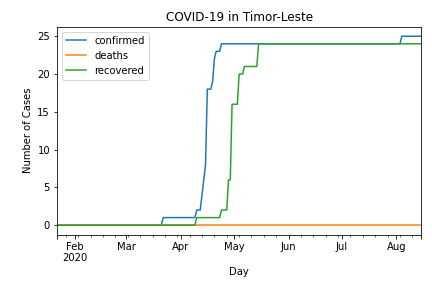 COVID-19 in Timor-Leste
confirmed
deaths
recovered
Number of Cases
25
20
15
10
5
0
Feb
2020
Mar
Apr
May
Jun
Jul
Aug
Day